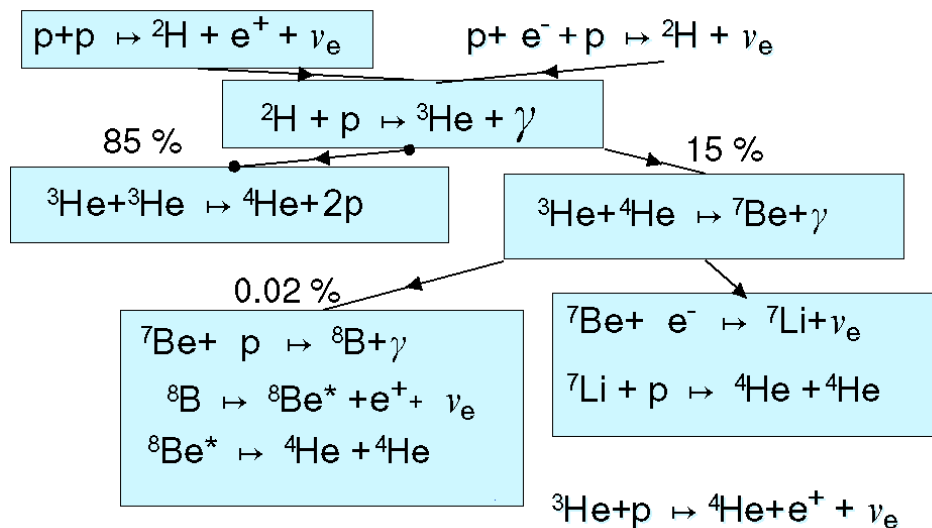 p+p ↦ ²H + e⁺ + νₑ
p+ e⁻ + p ↦ ²H + νₑ
²H + p ↦ ³He + γ
85 %
15 %
³He+³He ↦ ⁴He+2p
³He+⁴He ↦ ⁷Be+γ
0.02 %
⁷Be+ p ↦ ⁸B+γ
⁸B ↦ ⁸Be* +e⁺+ νₑ
⁸Be* ↦ ⁴He +⁴He
⁷Be+ e⁻ ↦ ⁷Li+νₑ
⁷Li + p ↦ ⁴He +⁴He
³He+p ↦ ⁴He+e⁺ + νₑ